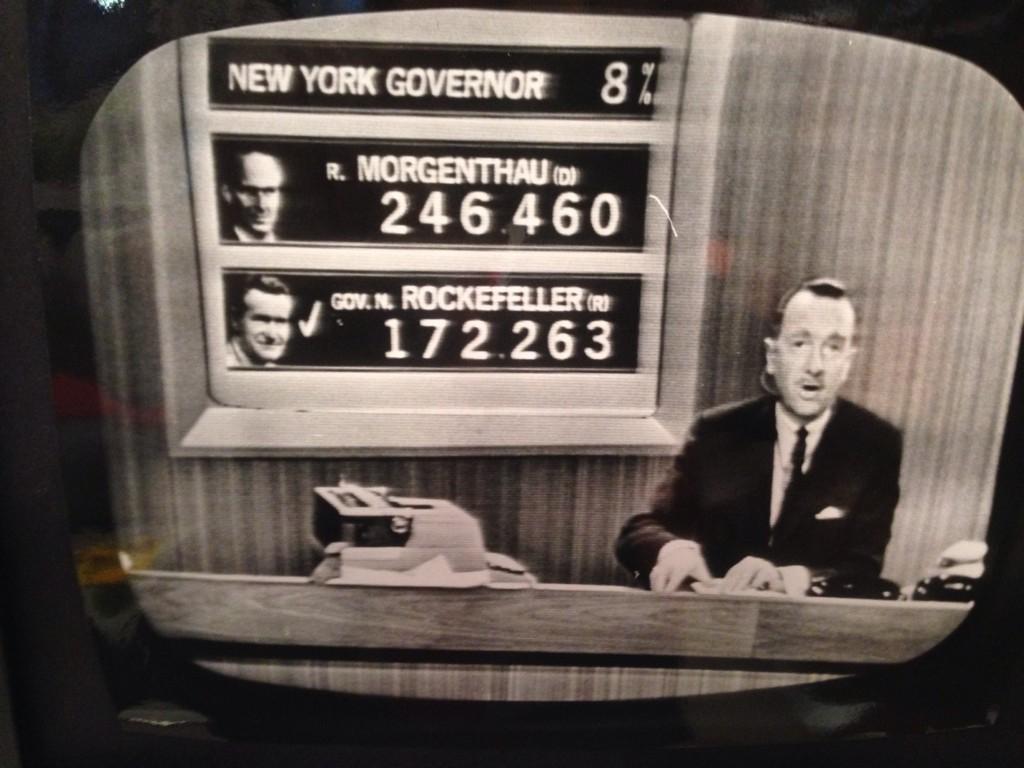 NEW YORK GOVERNOR 8%
R. MORGENTHAU (D)
246.460
GOV. N. ROCKEFELLER (R)
✓ 172.263